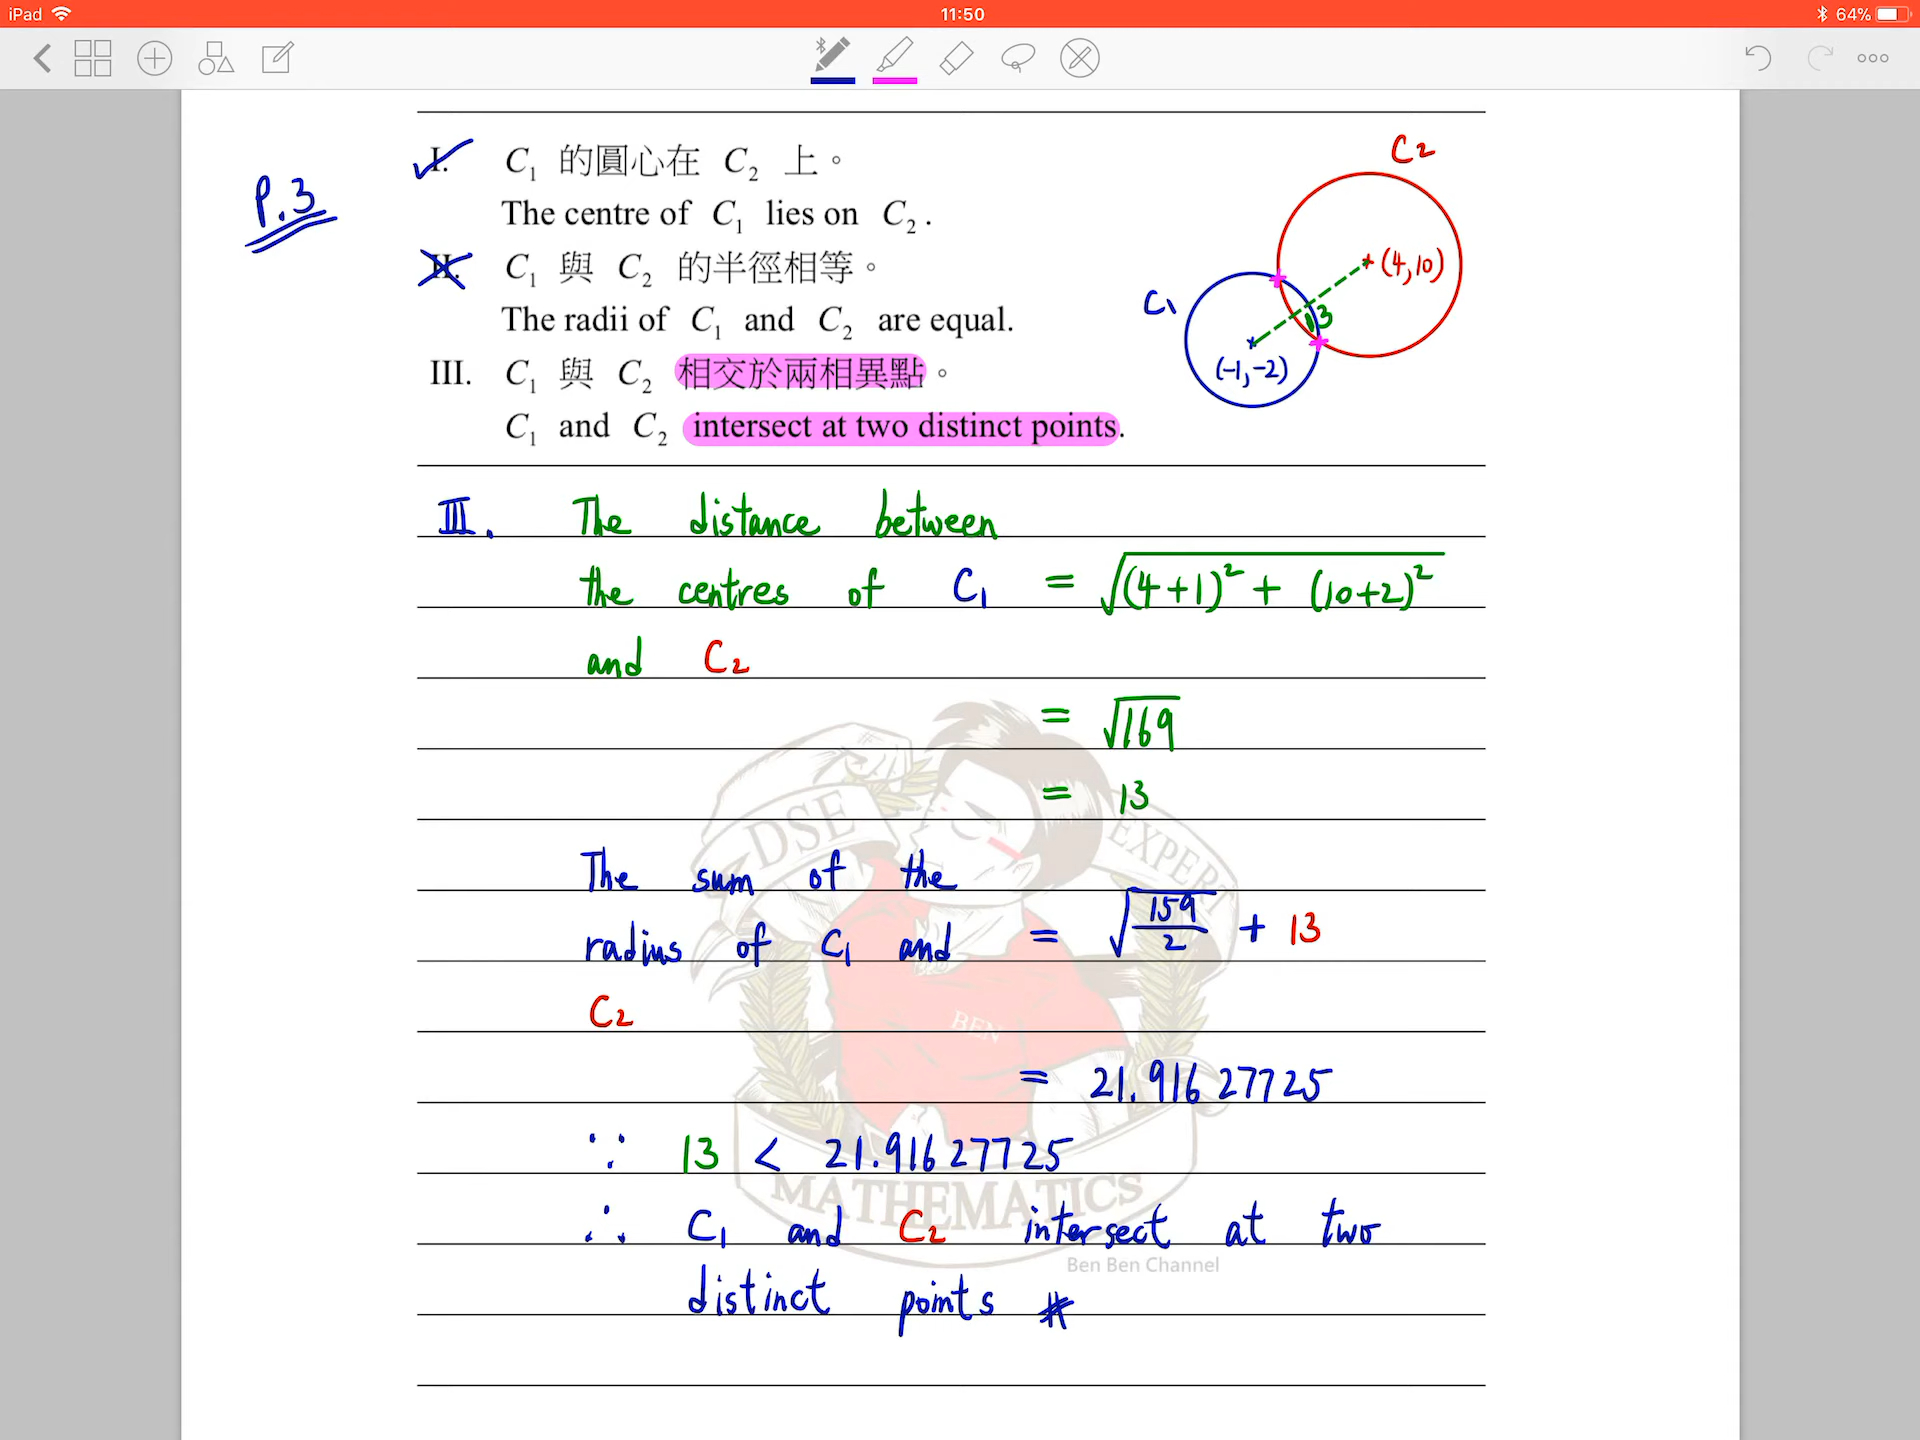 iPad 11:50 64%
P.3
I. C₁ 的圓心在 C₂ 上。
The centre of C₁ lies on C₂.
II. C₁ 與 C₂ 的半徑相等。
The radii of C₁ and C₂ are equal.
III. C₁ 與 C₂ 相交於兩相異點。
C₁ and C₂ intersect at two distinct points.
C₂
(4,10)
C₁
13
(-1,-2)
III. The distance between
the centres of C₁ = √((4+1)² + (10+2)²)
and C₂
= √169
= 13
The sum of the
radius of C₁ and = √(159/2) + 13
C₂
= 21.91627725
∵ 13 < 21.91627725
∴ C₁ and C₂ intersect at two
distinct points #
DSE EXPERT
BEN
MATHEMATICS
Ben Ben Channel